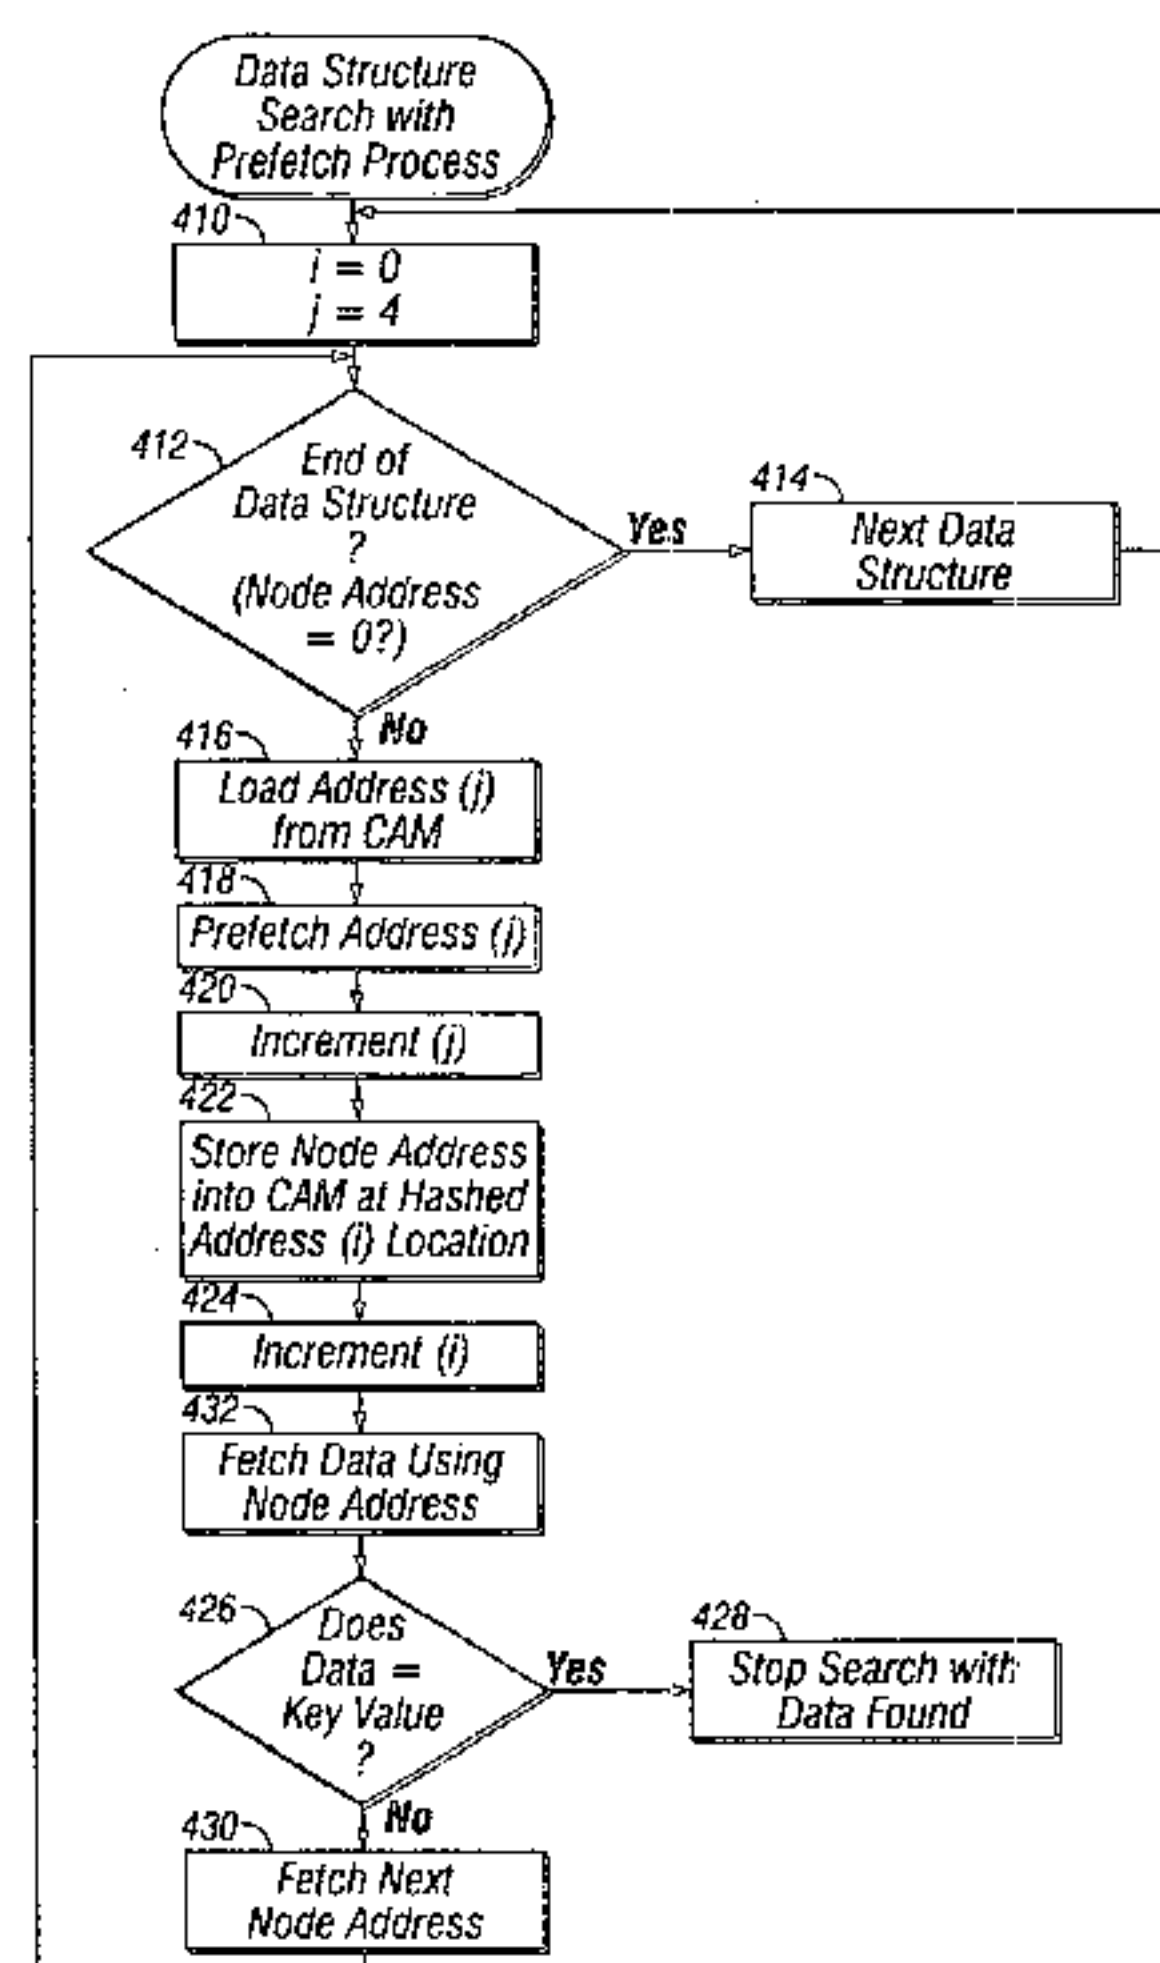 Data Structure
Search with
Prefetch Process
410
i = 0
j = 4
412
End of
Data Structure
?
(Node Address
= 0?)
Yes
414
Next Data
Structure
No
416
Load Address (j)
from CAM
418
Prefetch Address (j)
420
Increment (j)
422
Store Node Address
into CAM at Hashed
Address (i) Location
424
Increment (i)
432
Fetch Data Using
Node Address
426
Does
Data =
Key Value
?
Yes
428
Stop Search with
Data Found
No
430
Fetch Next
Node Address